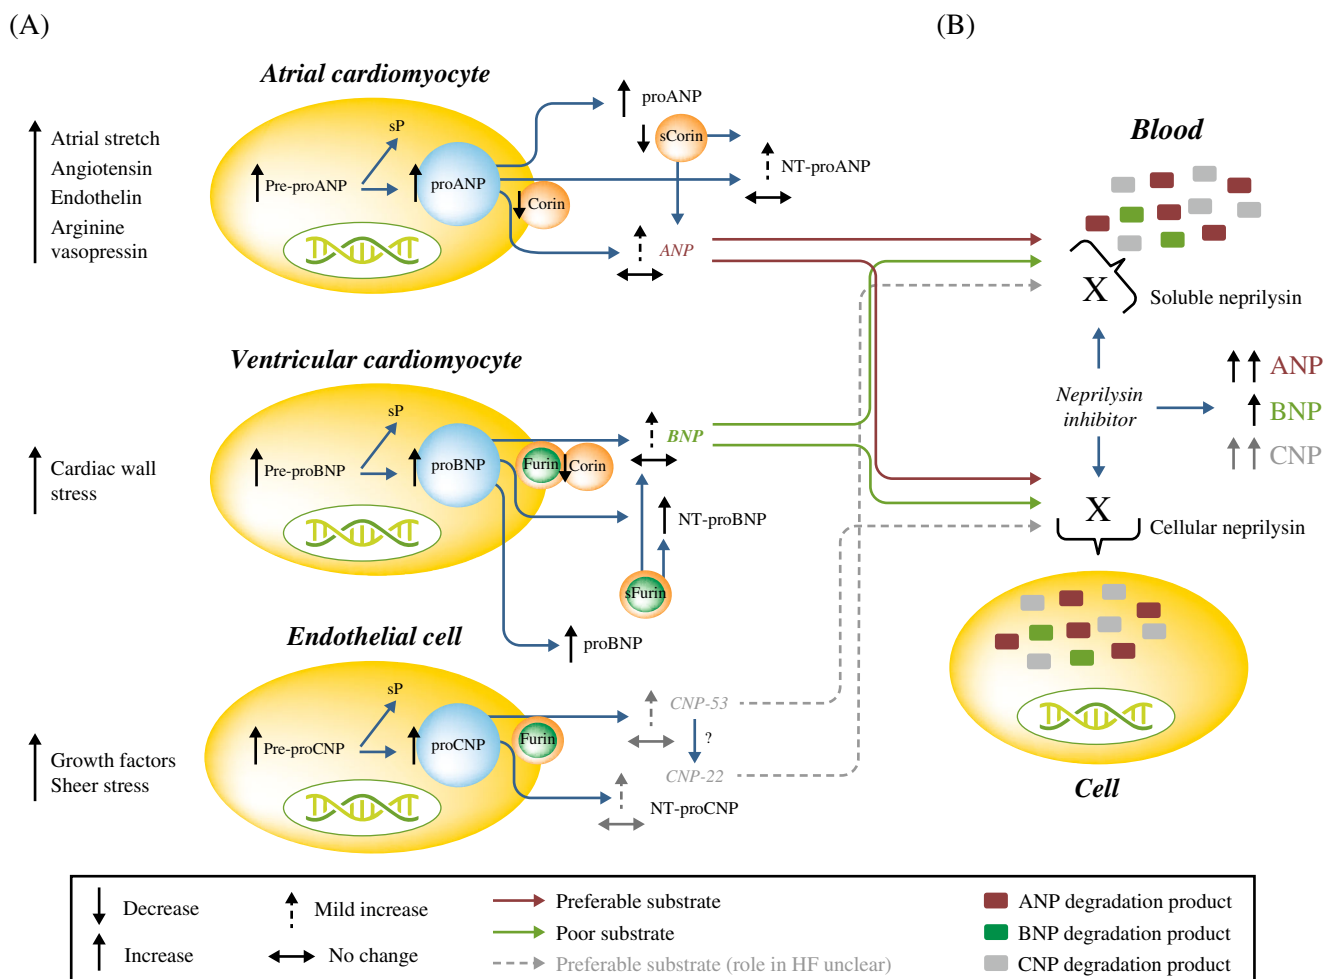 (A)
Atrial cardiomyocyte
Atrial stretch
Angiotensin
Endothelin
Arginine
vasopressin
sP
Pre-proANP
proANP
Corin
proANP
sCorin
NT-proANP
ANP
Ventricular cardiomyocyte
Cardiac wall
stress
sP
Pre-proBNP
proBNP
Furin
Corin
BNP
NT-proBNP
sFurin
proBNP
Endothelial cell
Growth factors
Sheer stress
sP
Pre-proCNP
proCNP
Furin
CNP-53
?
CNP-22
NT-proCNP
(B)
Blood
X
Soluble neprilysin
Neprilysin
inhibitor
ANP
BNP
CNP
X
Cellular neprilysin
Cell
Decrease
Increase
Mild increase
No change
Preferable substrate
Poor substrate
Preferable substrate (role in HF unclear)
ANP degradation product
BNP degradation product
CNP degradation product